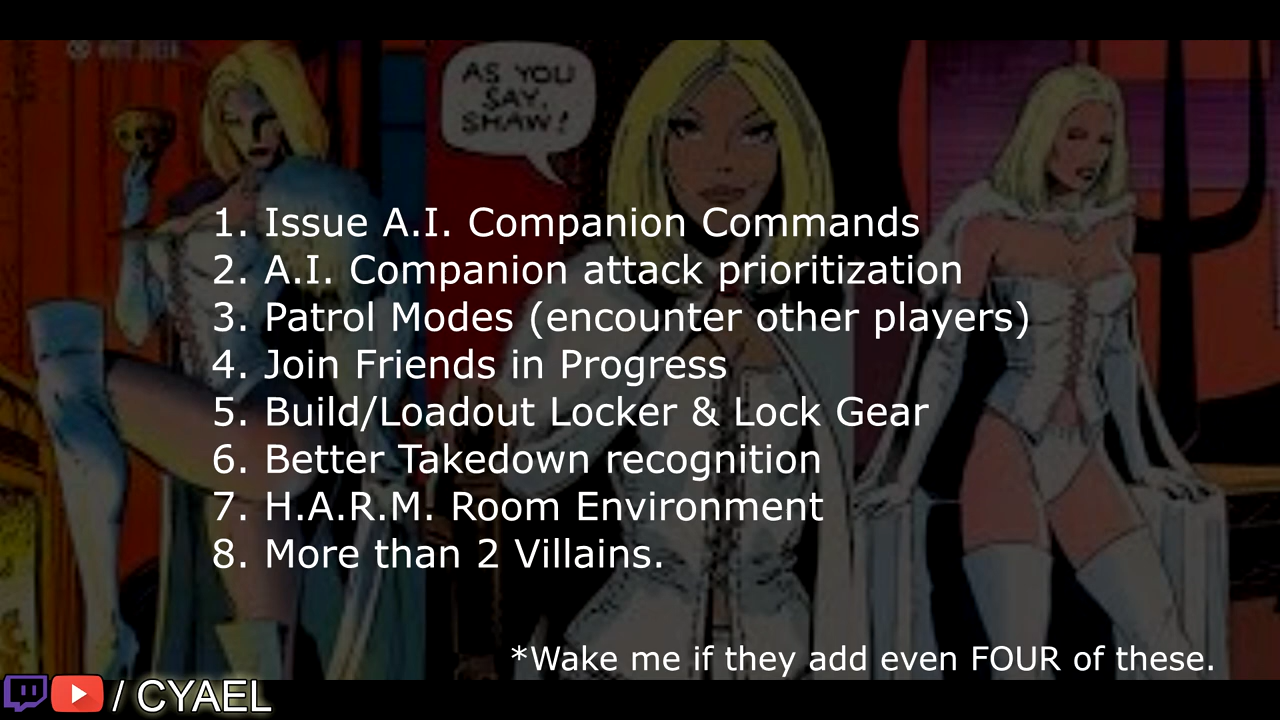 WHITE QUEEN
AS YOU
SAY,
SHAW!
1. Issue A.I. Companion Commands
2. A.I. Companion attack prioritization
3. Patrol Modes (encounter other players)
4. Join Friends in Progress
5. Build/Loadout Locker & Lock Gear
6. Better Takedown recognition
7. H.A.R.M. Room Environment
8. More than 2 Villains.
*Wake me if they add even FOUR of these.
/ CYAEL